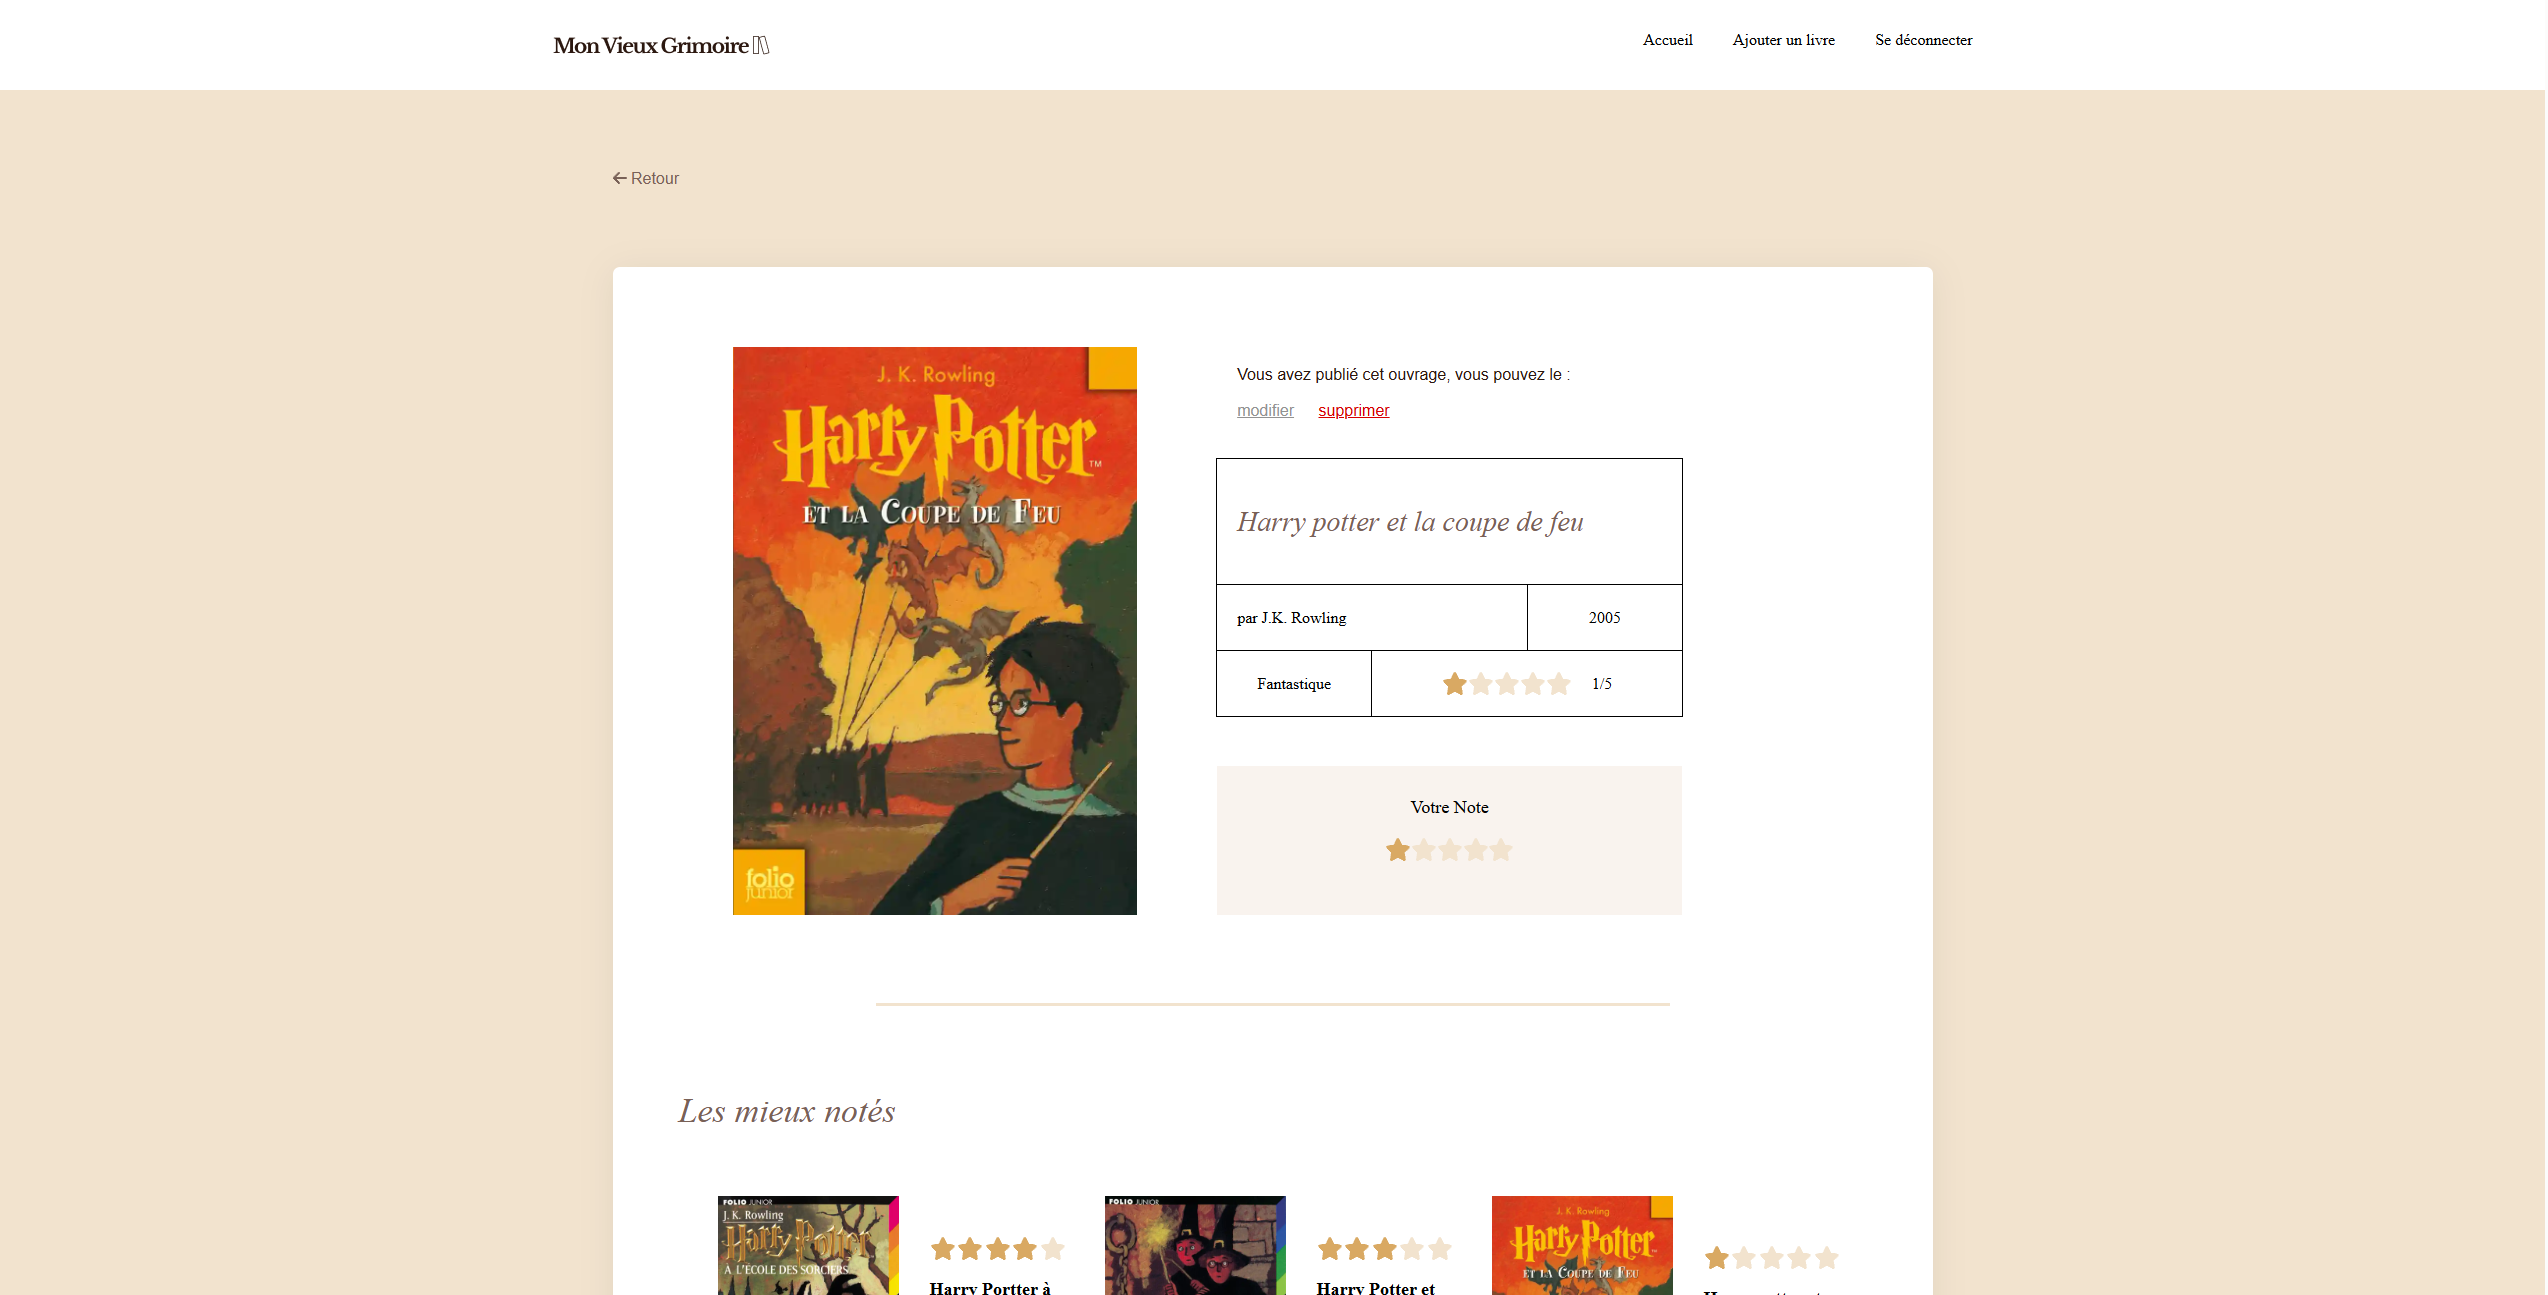 Mon Vieux Grimoire
Accueil
Ajouter un livre
Se déconnecter
Retour
J. K. Rowling
Harry Potter TM
ET LA COUPE DE FEU
folio
junior
Vous avez publié cet ouvrage, vous pouvez le :
modifier supprimer
Harry potter et la coupe de feu
par J.K. Rowling
2005
Fantastique
1/5
Votre Note
Les mieux notés
FOLIO JUNIOR
J. K. Rowling
Harry Potter
À L'ECOLE DES SORCIERS
Harry Portter à
FOLIO JUNIOR
Harry Potter et
J. K. Rowling
Harry Potter
ET LA COUPE DE FEU